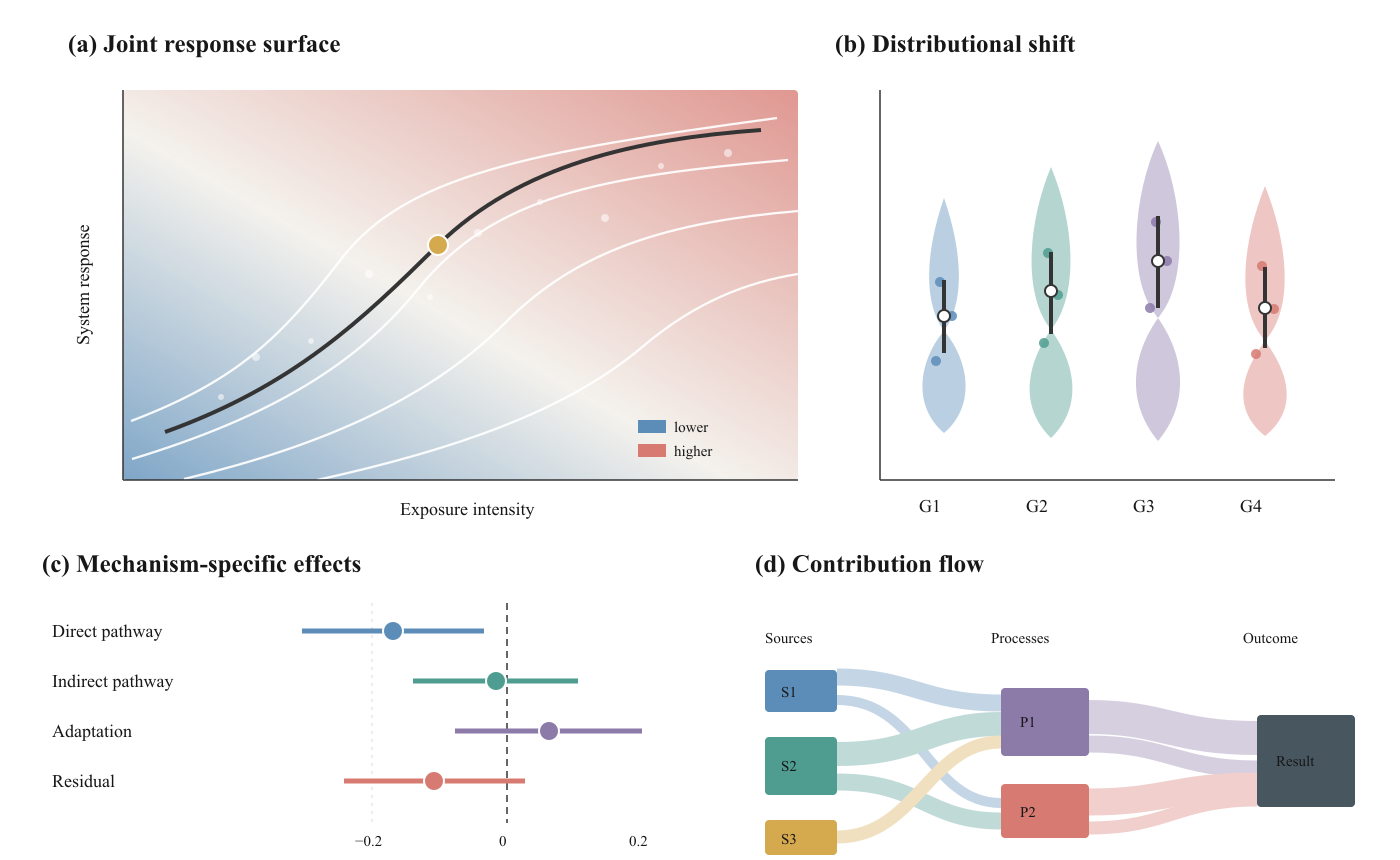 (a) Joint response surface
(b) Distributional shift
System response
lower
higher
Exposure intensity
G1 G2 G3 G4
(c) Mechanism-specific effects
Direct pathway
Indirect pathway
Adaptation
Residual
−0.2 0 0.2
(d) Contribution flow
Sources Processes Outcome
S1
P1
S2
Result
P2
S3